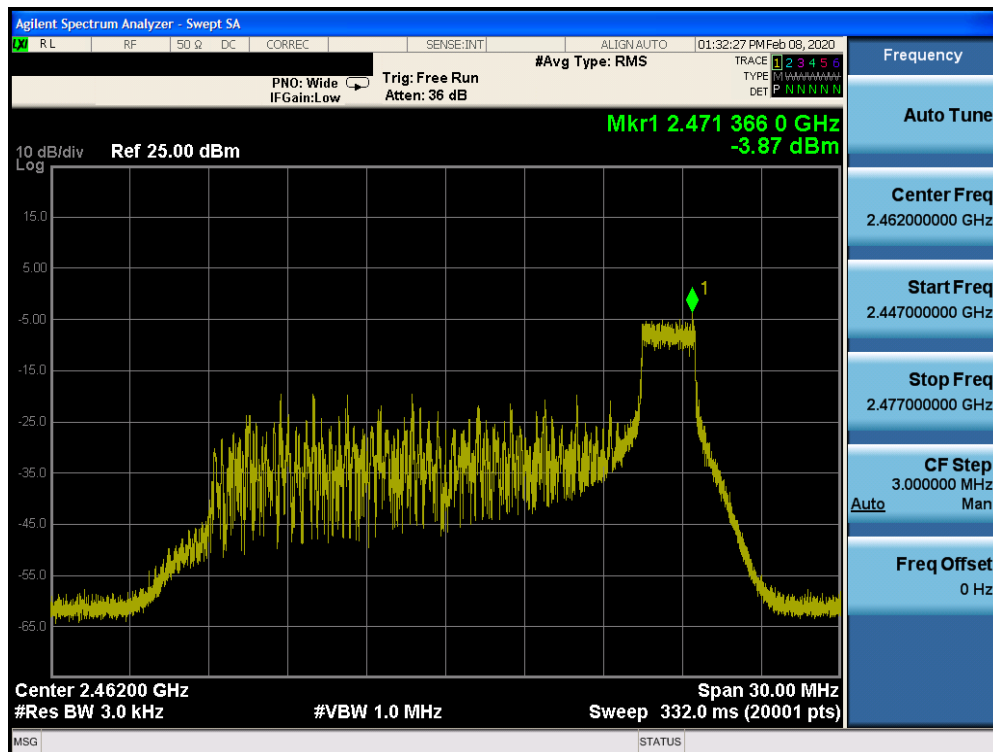 Agilent Spectrum Analyzer - Swept SA
LXI RL RF 50 Ω DC CORREC SENSE:INT ALIGN AUTO 01:32:27 PM Feb 08, 2020
PNO: Wide
IFGain:Low
Trig: Free Run
Atten: 36 dB
#Avg Type: RMS
TRACE 1 2 3 4 5 6
TYPE M WWWWW
DET P N N N N N
Mkr1 2.471 366 0 GHz
-3.87 dBm
10 dB/div
Log
Ref 25.00 dBm
15.0
5.00
-5.00
-15.0
-25.0
-35.0
-45.0
-55.0
-65.0
1
Center 2.46200 GHz
Span 30.00 MHz
#Res BW 3.0 kHz
#VBW 1.0 MHz
Sweep 332.0 ms (20001 pts)
MSG
STATUS
Frequency
Auto Tune
Center Freq
2.462000000 GHz
Start Freq
2.447000000 GHz
Stop Freq
2.477000000 GHz
CF Step
3.000000 MHz
Auto Man
Freq Offset
0 Hz